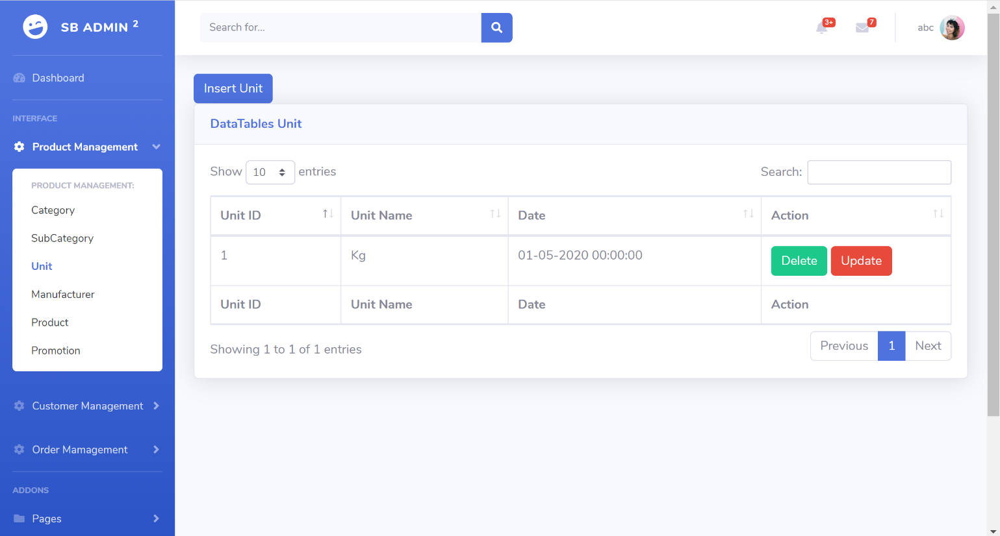 SB ADMIN 2
Search for...
3+
7
abc
Dashboard
INTERFACE
Product Management
PRODUCT MANAGEMENT:
Category
SubCategory
Unit
Manufacturer
Product
Promotion
Customer Management
Order Mamagement
ADDONS
Pages
Insert Unit
DataTables Unit
Show 10 entries
Search:
Unit ID Unit Name Date Action
1 Kg 01-05-2020 00:00:00 Delete Update
Unit ID Unit Name Date Action
Showing 1 to 1 of 1 entries
Previous 1 Next